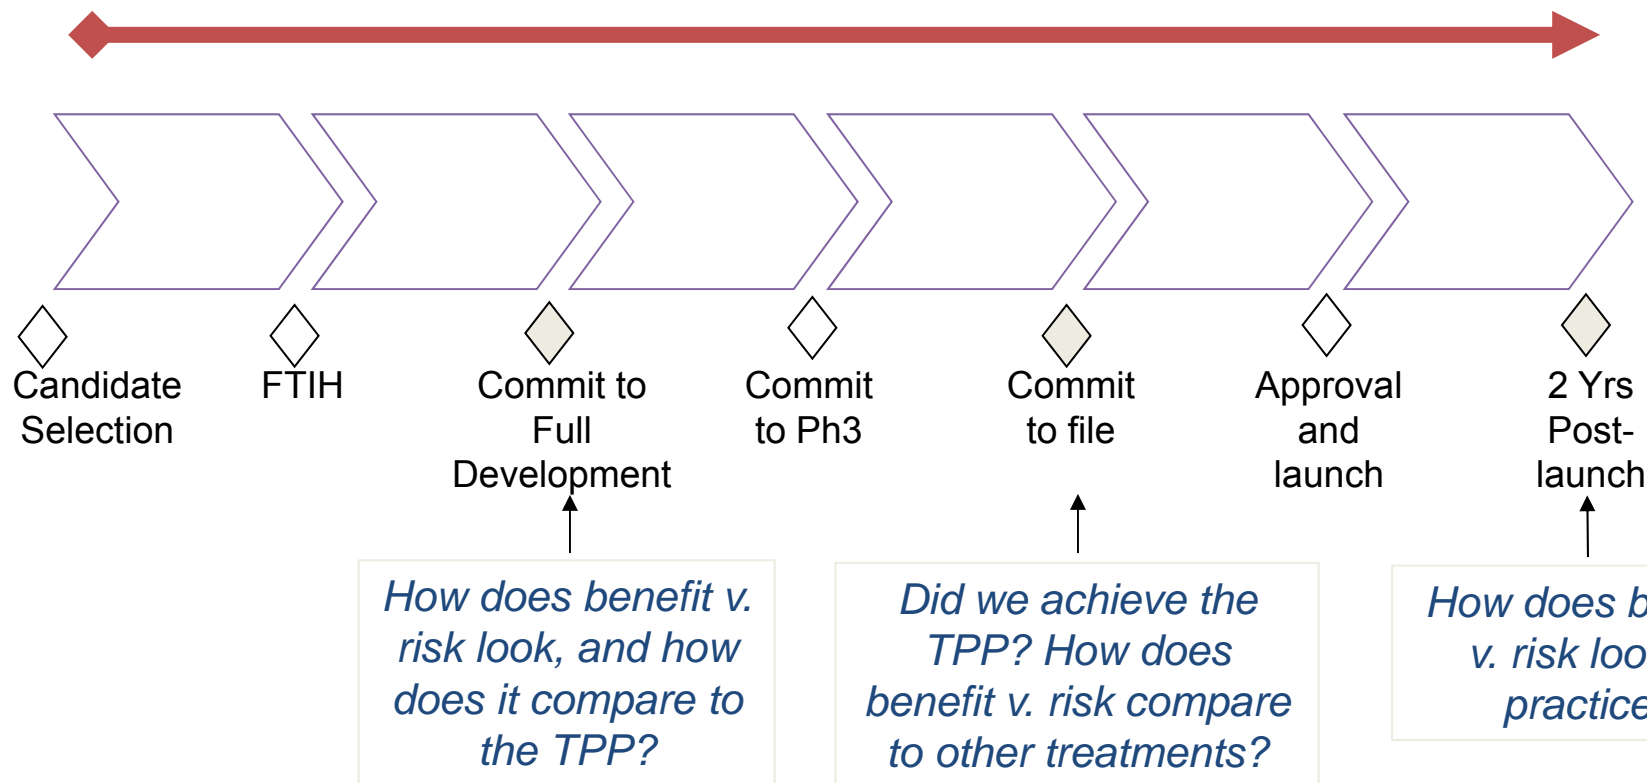 Candidate
Selection
FTIH
Commit to
Full
Development
Commit
to Ph3
Commit
to file
Approval
and
launch
2 Yrs
Post-
launch
How does benefit v.
risk look, and how
does it compare to
the TPP?
Did we achieve the
TPP? How does
benefit v. risk compare
to other treatments?
How does
v. risk
practice